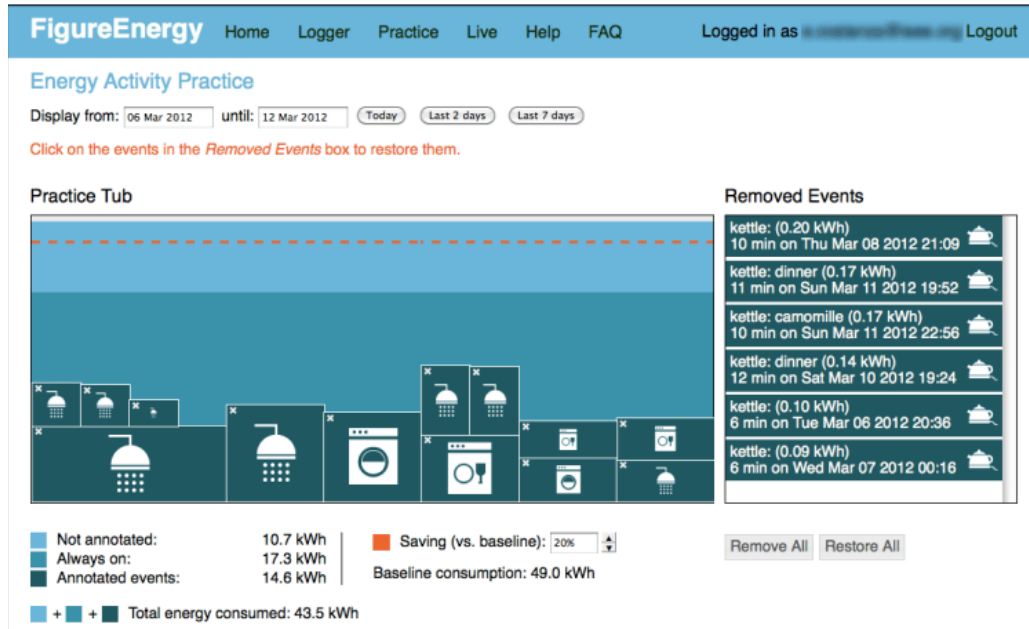 FigureEnergy Home Logger Practice Live Help FAQ Logged in as Logout
Energy Activity Practice
Display from: 06 Mar 2012 until: 12 Mar 2012 Today Last 2 days Last 7 days
Click on the events in the Removed Events box to restore them.
Practice Tub
Removed Events
kettle: (0.20 kWh)
10 min on Thu Mar 08 2012 21:09
kettle: dinner (0.17 kWh)
11 min on Sun Mar 11 2012 19:52
kettle: camomille (0.17 kWh)
10 min on Sun Mar 11 2012 22:56
kettle: dinner (0.14 kWh)
12 min on Sat Mar 10 2012 19:24
kettle: (0.10 kWh)
6 min on Tue Mar 06 2012 20:36
kettle: (0.09 kWh)
6 min on Wed Mar 07 2012 00:16
Not annotated: 10.7 kWh
Always on: 17.3 kWh
Annotated events: 14.6 kWh
+ + Total energy consumed: 43.5 kWh
Saving (vs. baseline): 20%
Baseline consumption: 49.0 kWh
Remove All Restore All